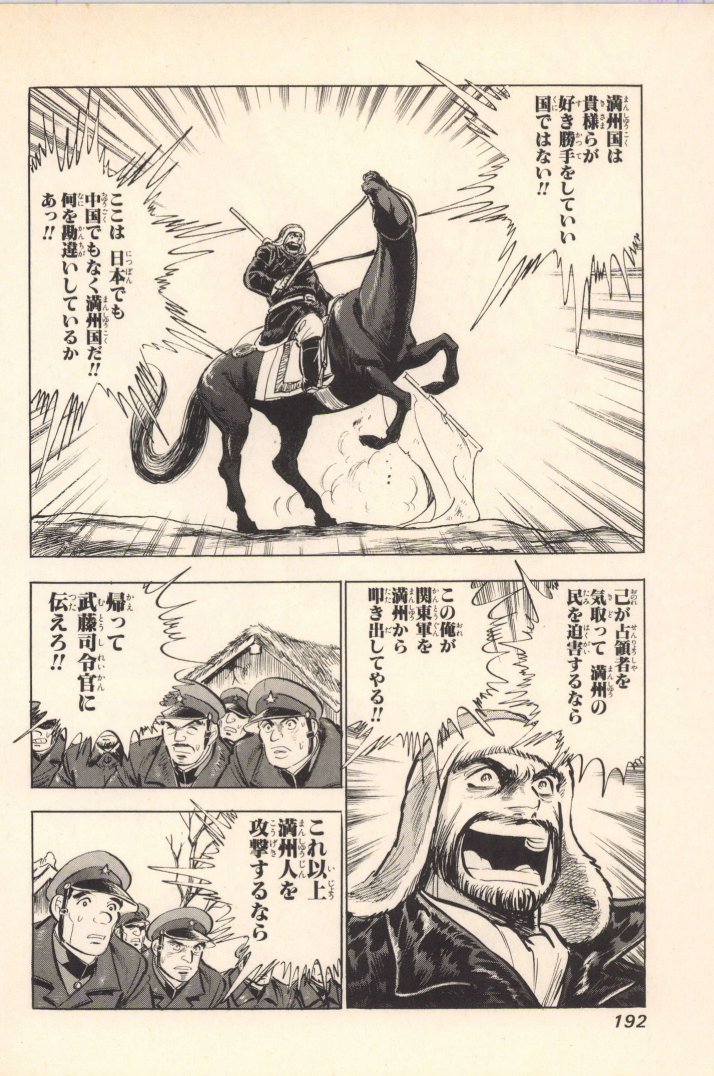 満州国は
貴様らが
好き勝手をしていい
国ではない!!
ここは 日本でも
中国でもなく満州国だ!!
何を勘違いしているか
あっ!!
己が占領者を
気取って 満州の
民を迫害するなら
この俺が
関東軍を
満州から
叩き出してやる!!
帰って
武藤司令官に
伝えろ!!
これ以上
満州人を
攻撃するなら
192